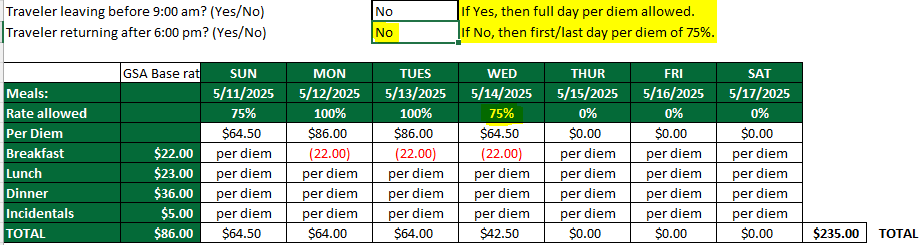 Traveler leaving before 9:00 am? (Yes/No) No If Yes, then full day per diem allowed.
Traveler returning after 6:00 pm? (Yes/No) No If No, then first/last day per diem of 75%.
GSA Base rat SUN MON TUES WED THUR FRI SAT
Meals: 5/11/2025 5/12/2025 5/13/2025 5/14/2025 5/15/2025 5/16/2025 5/17/2025
Rate allowed 75% 100% 100% 75% 0% 0% 0%
Per Diem $64.50 $86.00 $86.00 $64.50 $0.00 $0.00 $0.00
Breakfast $22.00 per diem (22.00) (22.00) (22.00) per diem per diem per diem
Lunch $23.00 per diem per diem per diem per diem per diem per diem per diem
Dinner $36.00 per diem per diem per diem per diem per diem per diem per diem
Incidentals $5.00 per diem per diem per diem per diem per diem per diem per diem
TOTAL $86.00 $64.50 $64.00 $64.00 $42.50 $0.00 $0.00 $0.00 $235.00 TOTAL